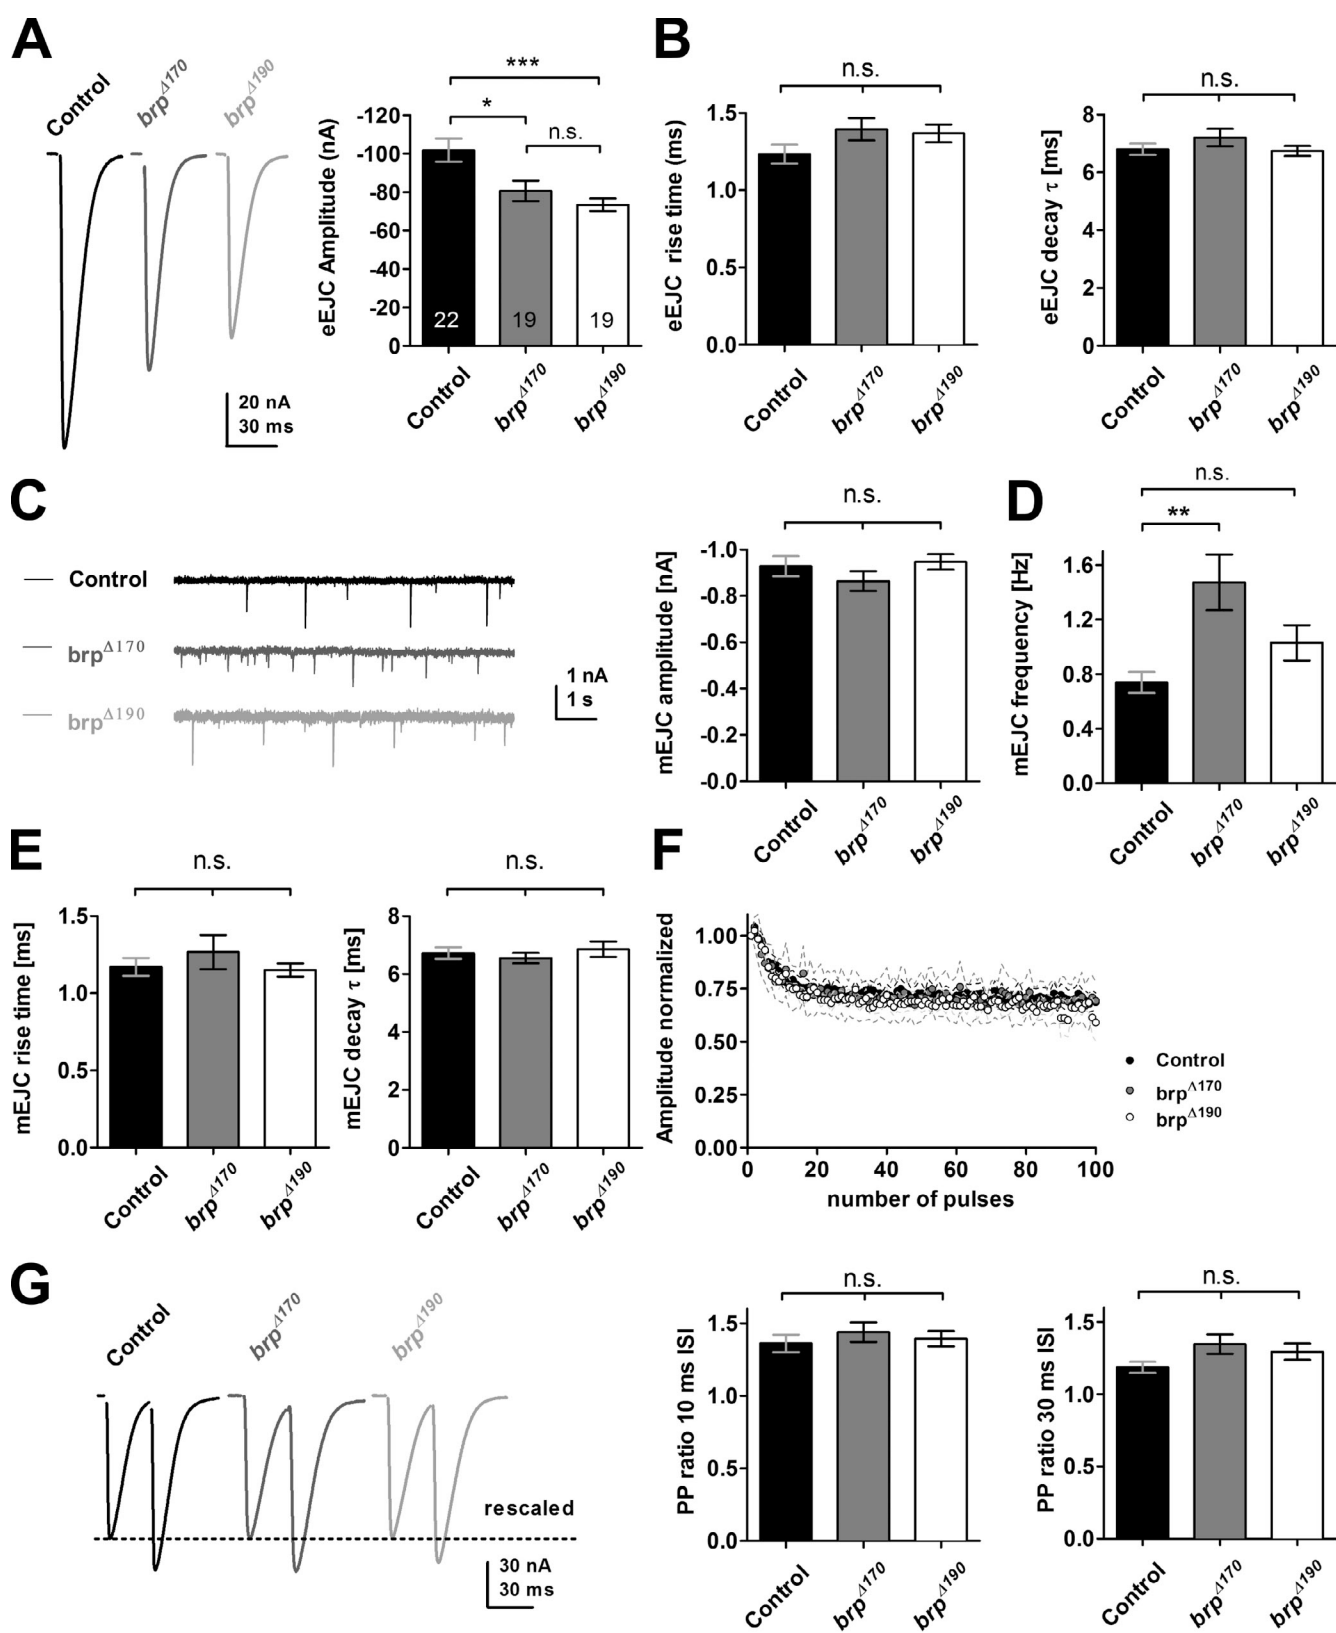 A
Control
brpΔ170
brpΔ190
20 nA
30 ms
eEJC Amplitude (nA)
-120
-100
-80
-60
-40
-20
0
***
*
n.s.
22
19
19
Control
brpΔ170
brpΔ190
B
eEJC rise time (ms)
1.5
1.0
0.5
0.0
n.s.
Control
brpΔ170
brpΔ190
eEJC decay τ [ms]
8
6
4
2
0
n.s.
Control
brpΔ170
brpΔ190
C
Control
brpΔ170
brpΔ190
1 nA
1 s
mEJC amplitude [nA]
-1.0
-0.8
-0.6
-0.4
-0.2
-0.0
n.s.
Control
brpΔ170
brpΔ190
D
mEJC frequency [Hz]
1.6
1.2
0.8
0.4
0.0
n.s.
**
Control
brpΔ170
brpΔ190
E
mEJC rise time [ms]
1.5
1.0
0.5
0.0
n.s.
Control
brpΔ170
brpΔ190
mEJC decay τ [ms]
8
6
4
2
0
n.s.
Control
brpΔ170
brpΔ190
F
Amplitude normalized
1.00
0.75
0.50
0.25
0.00
0 20 40 60 80 100
number of pulses
Control
brpΔ170
brpΔ190
G
Control
brpΔ170
brpΔ190
rescaled
30 nA
30 ms
PP ratio 10 ms ISI
1.5
1.0
0.5
0.0
n.s.
Control
brpΔ170
brpΔ190
PP ratio 30 ms ISI
1.5
1.0
0.5
0.0
n.s.
Control
brpΔ170
brpΔ190